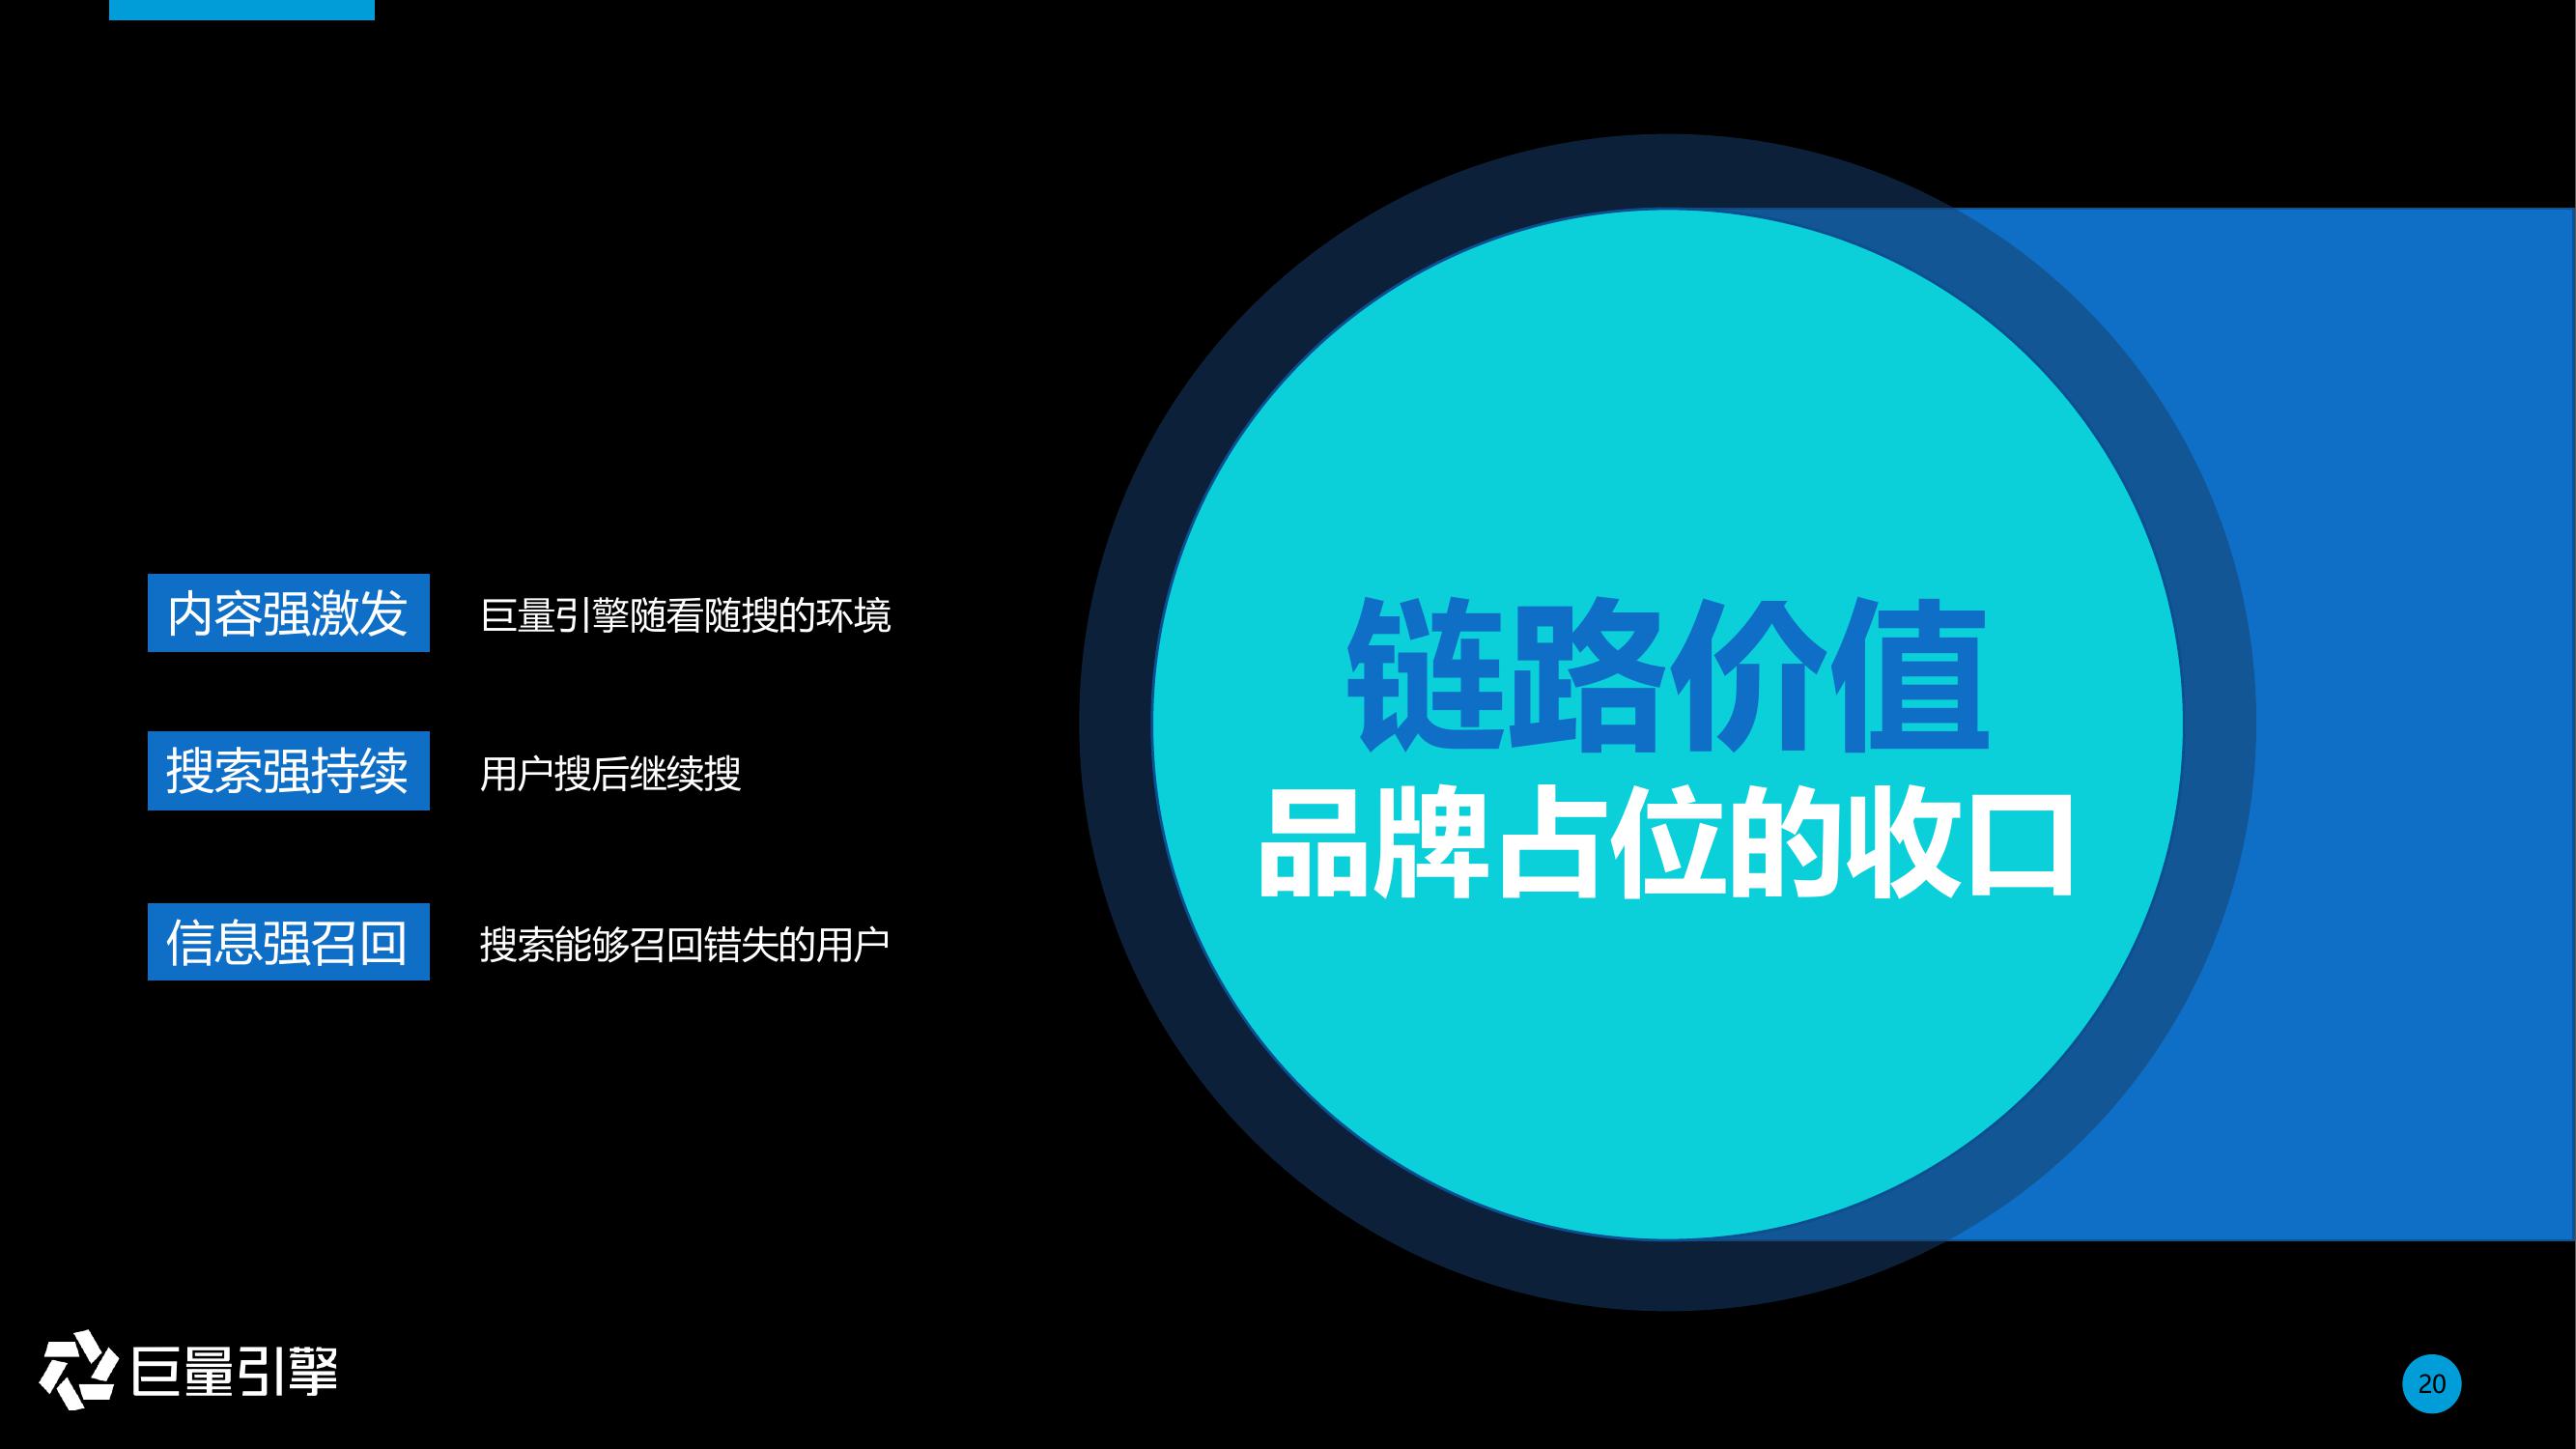 内容强激发 巨量引擎随看随搜的环境
搜索强持续 用户搜后继续搜
信息强召回 搜索能够召回错失的用户
链路价值
品牌占位的收口
巨量引擎
20